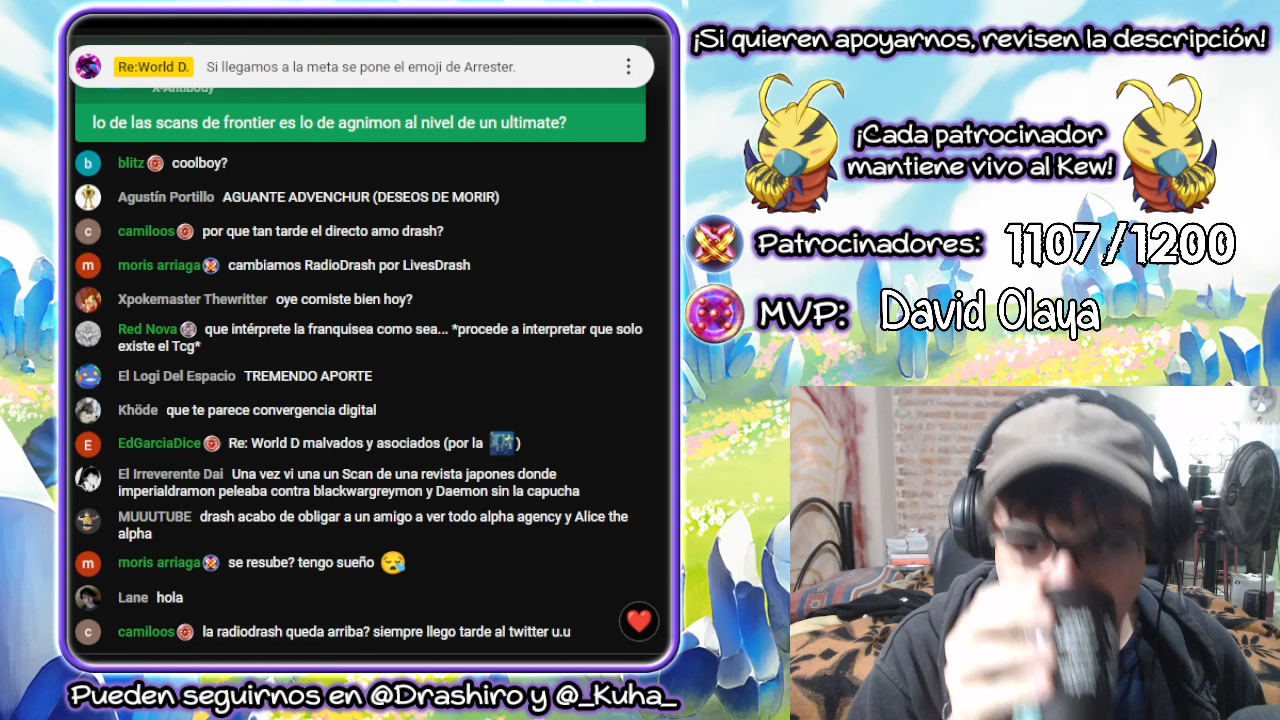 ¡Si quieren apoyarnos, revisen la descripción!
Re:World D. Si llegamos a la meta se pone el emoji de Arrester.
X-Antibody
lo de las scans de frontier es lo de agnimon al nivel de un ultimate?
b blitz coolboy?
Agustín Portillo AGUANTE ADVENCHUR (DESEOS DE MORIR)
c camiloos por que tan tarde el directo amo drash?
m moris arriaga cambiamos RadioDrash por LivesDrash
Xpokemaster Thewritter oye comiste bien hoy?
Red Nova que intérprete la franquisea como sea... *procede a interpretar que solo
existe el Tcg*
El Logi Del Espacio TREMENDO APORTE
Khöde que te parece convergencia digital
E EdGarciaDice Re: World D malvados y asociados (por la )
El Irreverente Dai Una vez vi una un Scan de una revista japones donde
imperialdramon peleaba contra blackwargreymon y Daemon sin la capucha
MUUUTUBE drash acabo de obligar a un amigo a ver todo alpha agency y Alice the
alpha
m moris arriaga se resube? tengo sueño
Lane hola
c camiloos la radiodrash queda arriba? siempre llego tarde al twitter u.u
¡Cada patrocinador
mantiene vivo al Kew!
Patrocinadores: 1107/1200
MVP: David Olaya
Pueden seguirnos en @Drashiro y @_Kuha_